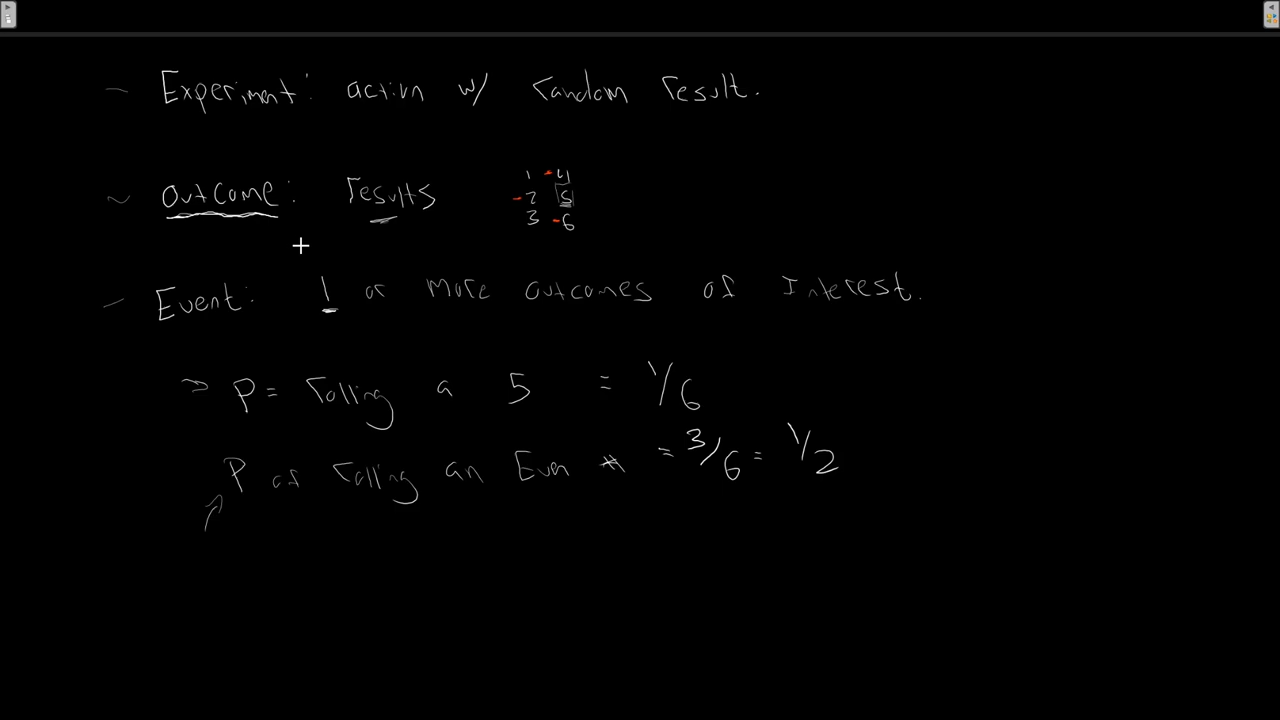 - Experiment: action w/ random result.
~ Outcome: results
1 - 4
- 2 5
3 - 6
- Event: 1 or more outcomes of Interest.
→ P = rolling a 5 = 1/6
P of rolling an Even # = 3/6 = 1/2